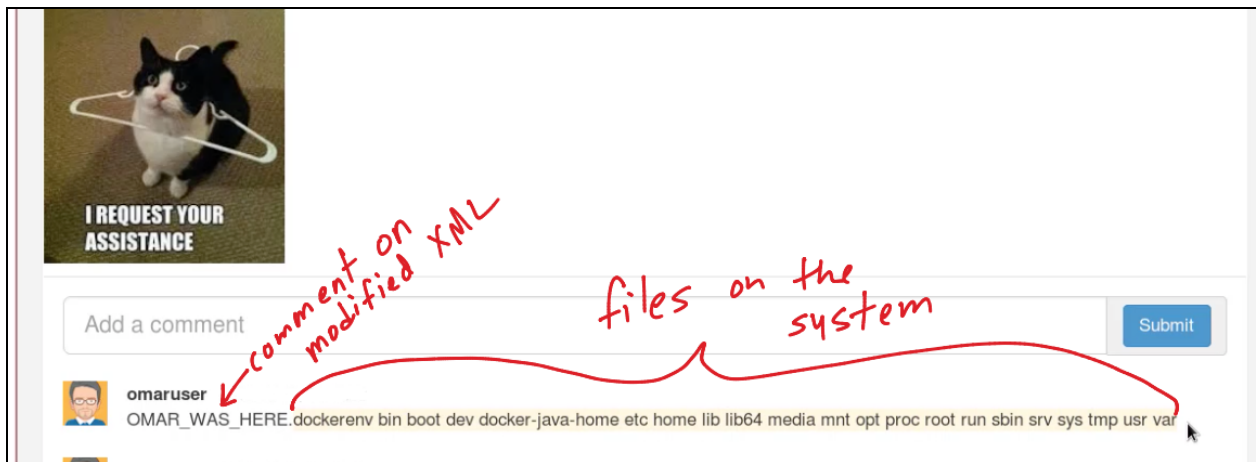 I REQUEST YOUR
ASSISTANCE
comment on
modified XML
files on the
system
Add a comment
Submit
omaruser
OMAR_WAS_HERE.dockerenv bin boot dev docker-java-home etc home lib lib64 media mnt opt proc root run sbin srv sys tmp usr var